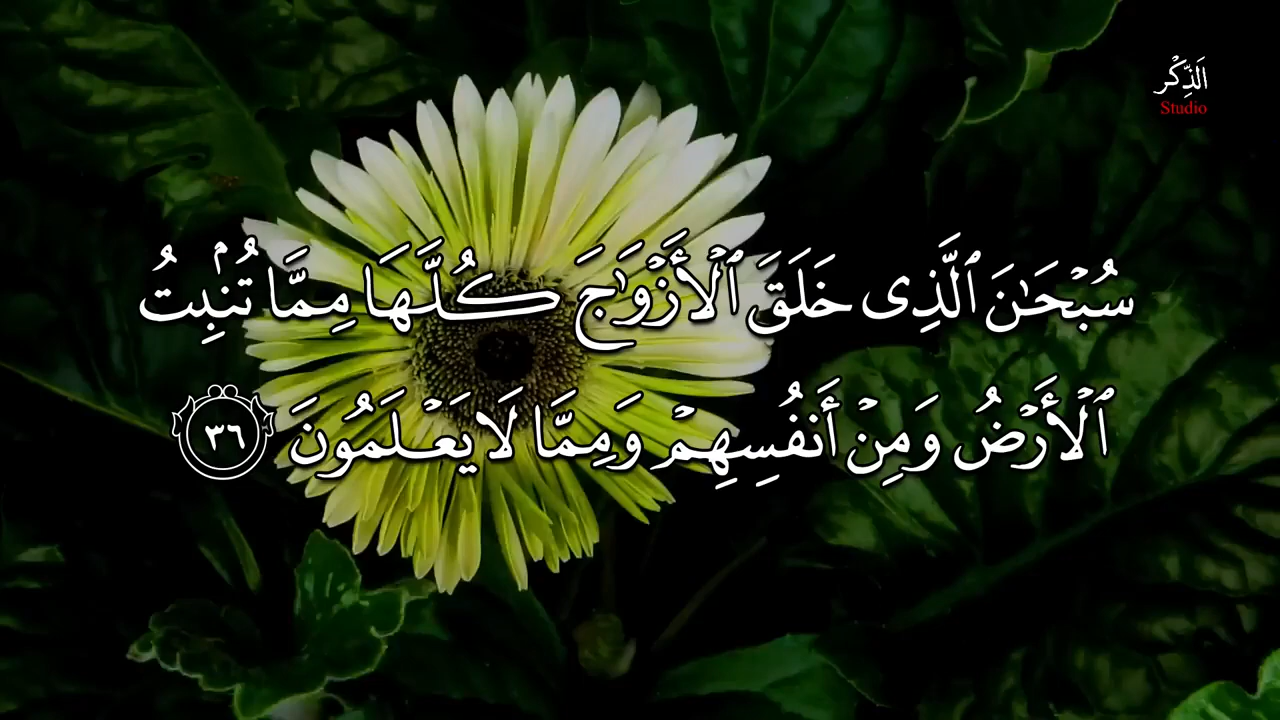 الذِّكْر
Studio
سُبْحَـٰنَ ٱلَّذِى خَلَقَ ٱلْأَزْوَٰجَ كُلَّهَا مِمَّا تُنۢبِتُ
ٱلْأَرْضُ وَمِنْ أَنفُسِهِمْ وَمِمَّا لَا يَعْلَمُونَ ٣٦